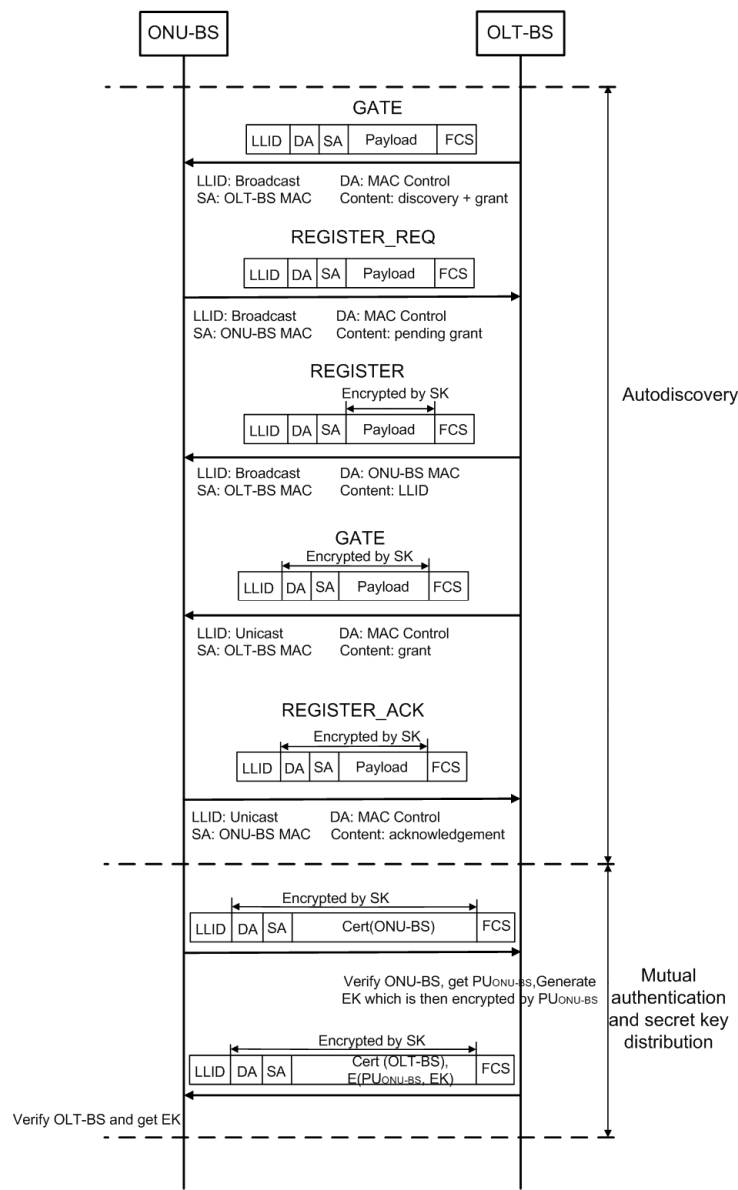 ONU-BS
OLT-BS
GATE
LLID DA SA Payload FCS
LLID: Broadcast DA: MAC Control
SA: OLT-BS MAC Content: discovery + grant
REGISTER_REQ
LLID DA SA Payload FCS
LLID: Broadcast DA: MAC Control
SA: ONU-BS MAC Content: pending grant
REGISTER
Encrypted by SK
LLID DA SA Payload FCS
LLID: Broadcast DA: ONU-BS MAC
SA: OLT-BS MAC Content: LLID
Autodiscovery
GATE
Encrypted by SK
LLID DA SA Payload FCS
LLID: Unicast DA: MAC Control
SA: OLT-BS MAC Content: grant
REGISTER_ACK
Encrypted by SK
LLID DA SA Payload FCS
LLID: Unicast DA: MAC Control
SA: ONU-BS MAC Content: acknowledgement
Encrypted by SK
LLID DA SA Cert(ONU-BS) FCS
Verify ONU-BS, get PUONU-BS,Generate
EK which is then encrypted by PUONU-BS
Mutual
authentication
and secret key
distribution
Encrypted by SK
LLID DA SA Cert (OLT-BS), FCS
E(PUONU-BS, EK)
Verify OLT-BS and get EK